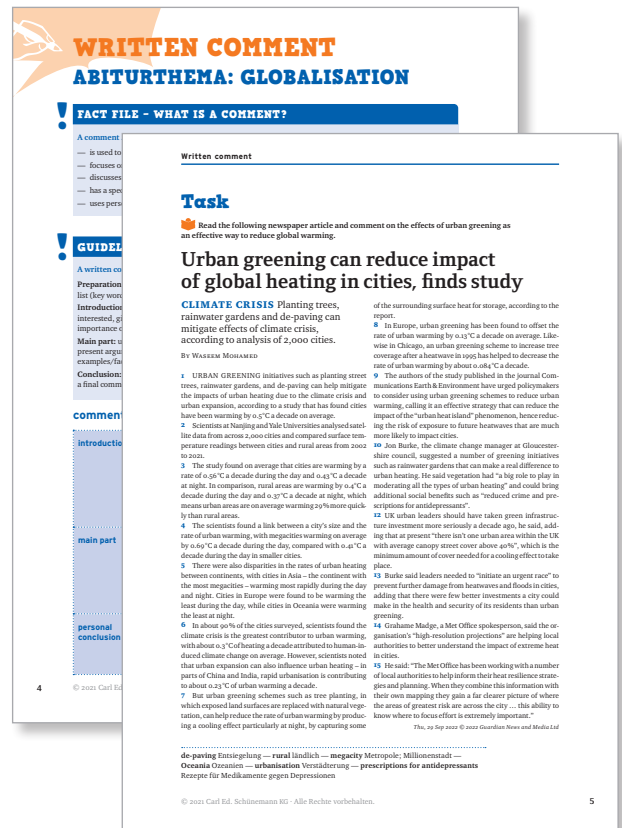 WRITTEN COMMENT
ABITURTHEMA: GLOBALISATION
! FACT FILE – WHAT IS A COMMENT?
A comment
— is used to
— focuses
— discusses
— has a
— uses
!
A written
Preparation
list (key
Introduction
interested,
importance
Main part:
present
Conclusion:
a final
introductio
main part
personal
conclusion
4
© 2021 Carl Ed.
Written comment
Task
Read the following newspaper article and comment on the effects of urban greening as
an effective way to reduce global warming.
Urban greening can reduce impact
of global heating in cities, finds study
CLIMATE CRISIS Planting trees,
rainwater gardens and de-paving can
mitigate effects of climate crisis,
according to analysis of 2,000 cities.
By Waseem Mohamed
1 URBAN GREENING initiatives such as planting street
trees, rainwater gardens, and de-paving can help mitigate
the impacts of urban heating due to the climate crisis and
urban expansion, according to a study that has found cities
have been warming by 0.5°C a decade on average.
2 Scientists at Nanjing and Yale Universities analysed satel-
lite data from across 2,000 cities and compared surface tem-
perature readings between cities and rural areas from 2002
to 2021.
3 The study found on average that cities are warming by a
rate of 0.56°C a decade during the day and 0.43°C a decade
at night. In comparison, rural areas are warming by 0.4°C a
decade during the day and 0.37°C a decade at night, which
means urban areas are on average warming 29% more quick-
ly than rural areas.
4 The scientists found a link between a city's size and the
rate of urban warming, with megacities warming on average
by 0.69°C a decade during the day, compared with 0.41°C a
decade during the day in smaller cities.
5 There were also disparities in the rates of urban heating
between continents, with cities in Asia – the continent with
the most megacities – warming most rapidly during the day
and night. Cities in Europe were found to be warming the
least during the day, while cities in Oceania were warming
the least at night.
6 In about 90% of the cities surveyed, scientists found the
climate crisis is the greatest contributor to urban warming,
with about 0.3°C of heating a decade attributed to human-in-
duced climate change on average. However, scientists noted
that urban expansion can also influence urban heating – in
parts of China and India, rapid urbanisation is contributing
to about 0.23°C of urban warming a decade.
7 But urban greening schemes such as tree planting, in
which exposed land surfaces are replaced with natural vege-
tation, can help reduce the rate of urban warming by produc-
ing a cooling effect particularly at night, by capturing some
of the surrounding surface heat for storage, according to the
report.
8 In Europe, urban greening has been found to offset the
rate of urban warming by 0.13°C a decade on average. Like-
wise in Chicago, an urban greening scheme to increase tree
coverage after a heatwave in 1995 has helped to decrease the
rate of urban warming by about 0.084°C a decade.
9 The authors of the study published in the journal Com-
munications Earth & Environment have urged policymakers
to consider using urban greening schemes to reduce urban
warming, calling it an effective strategy that can reduce the
impact of the "urban heat island" phenomenon, hence reduc-
ing the risk of exposure to future heatwaves that are much
more likely to impact cities.
10 Jon Burke, the climate change manager at Gloucester-
shire council, suggested a number of greening initiatives
such as rainwater gardens that can make a real difference to
urban heating. He said vegetation had "a big role to play in
moderating all the types of urban heating" and could bring
additional social benefits such as "reduced crime and pre-
scriptions for antidepressants".
12 UK urban leaders should have taken green infrastruc-
ture investment more seriously a decade ago, he said, add-
ing that at present "there isn't one urban area within the UK
with average canopy street cover above 40%", which is the
minimum amount of cover needed for a cooling effect to take
place.
13 Burke said leaders needed to "initiate an urgent race" to
prevent further damage from heatwaves and floods in cities,
adding that there were few better investments a city could
make in the health and security of its residents than urban
greening.
14 Grahame Madge, a Met Office spokesperson, said the or-
ganisation's "high-resolution projections" are helping local
authorities to better understand the impact of extreme heat
in cities.
15 He said: "The Met Office has been working with a number
of local authorities to help inform their heat resilience strate-
gies and planning. When they combine this information with
their own mapping they gain a far clearer picture of where
the areas of greatest risk are across the city … this ability to
know where to focus effort is extremely important."
Thu, 29 Sep 2022 © 2022 Guardian News and Media Ltd
de-paving Entsiegelung — rural ländlich — megacity Metropole; Millionenstadt —
Oceania Ozeanien — urbanisation Verstädterung — prescriptions for antidepressants
Rezepte für Medikamente gegen Depressionen
© 2021 Carl Ed. Schünemann KG - Alle Rechte vorbehalten.
5